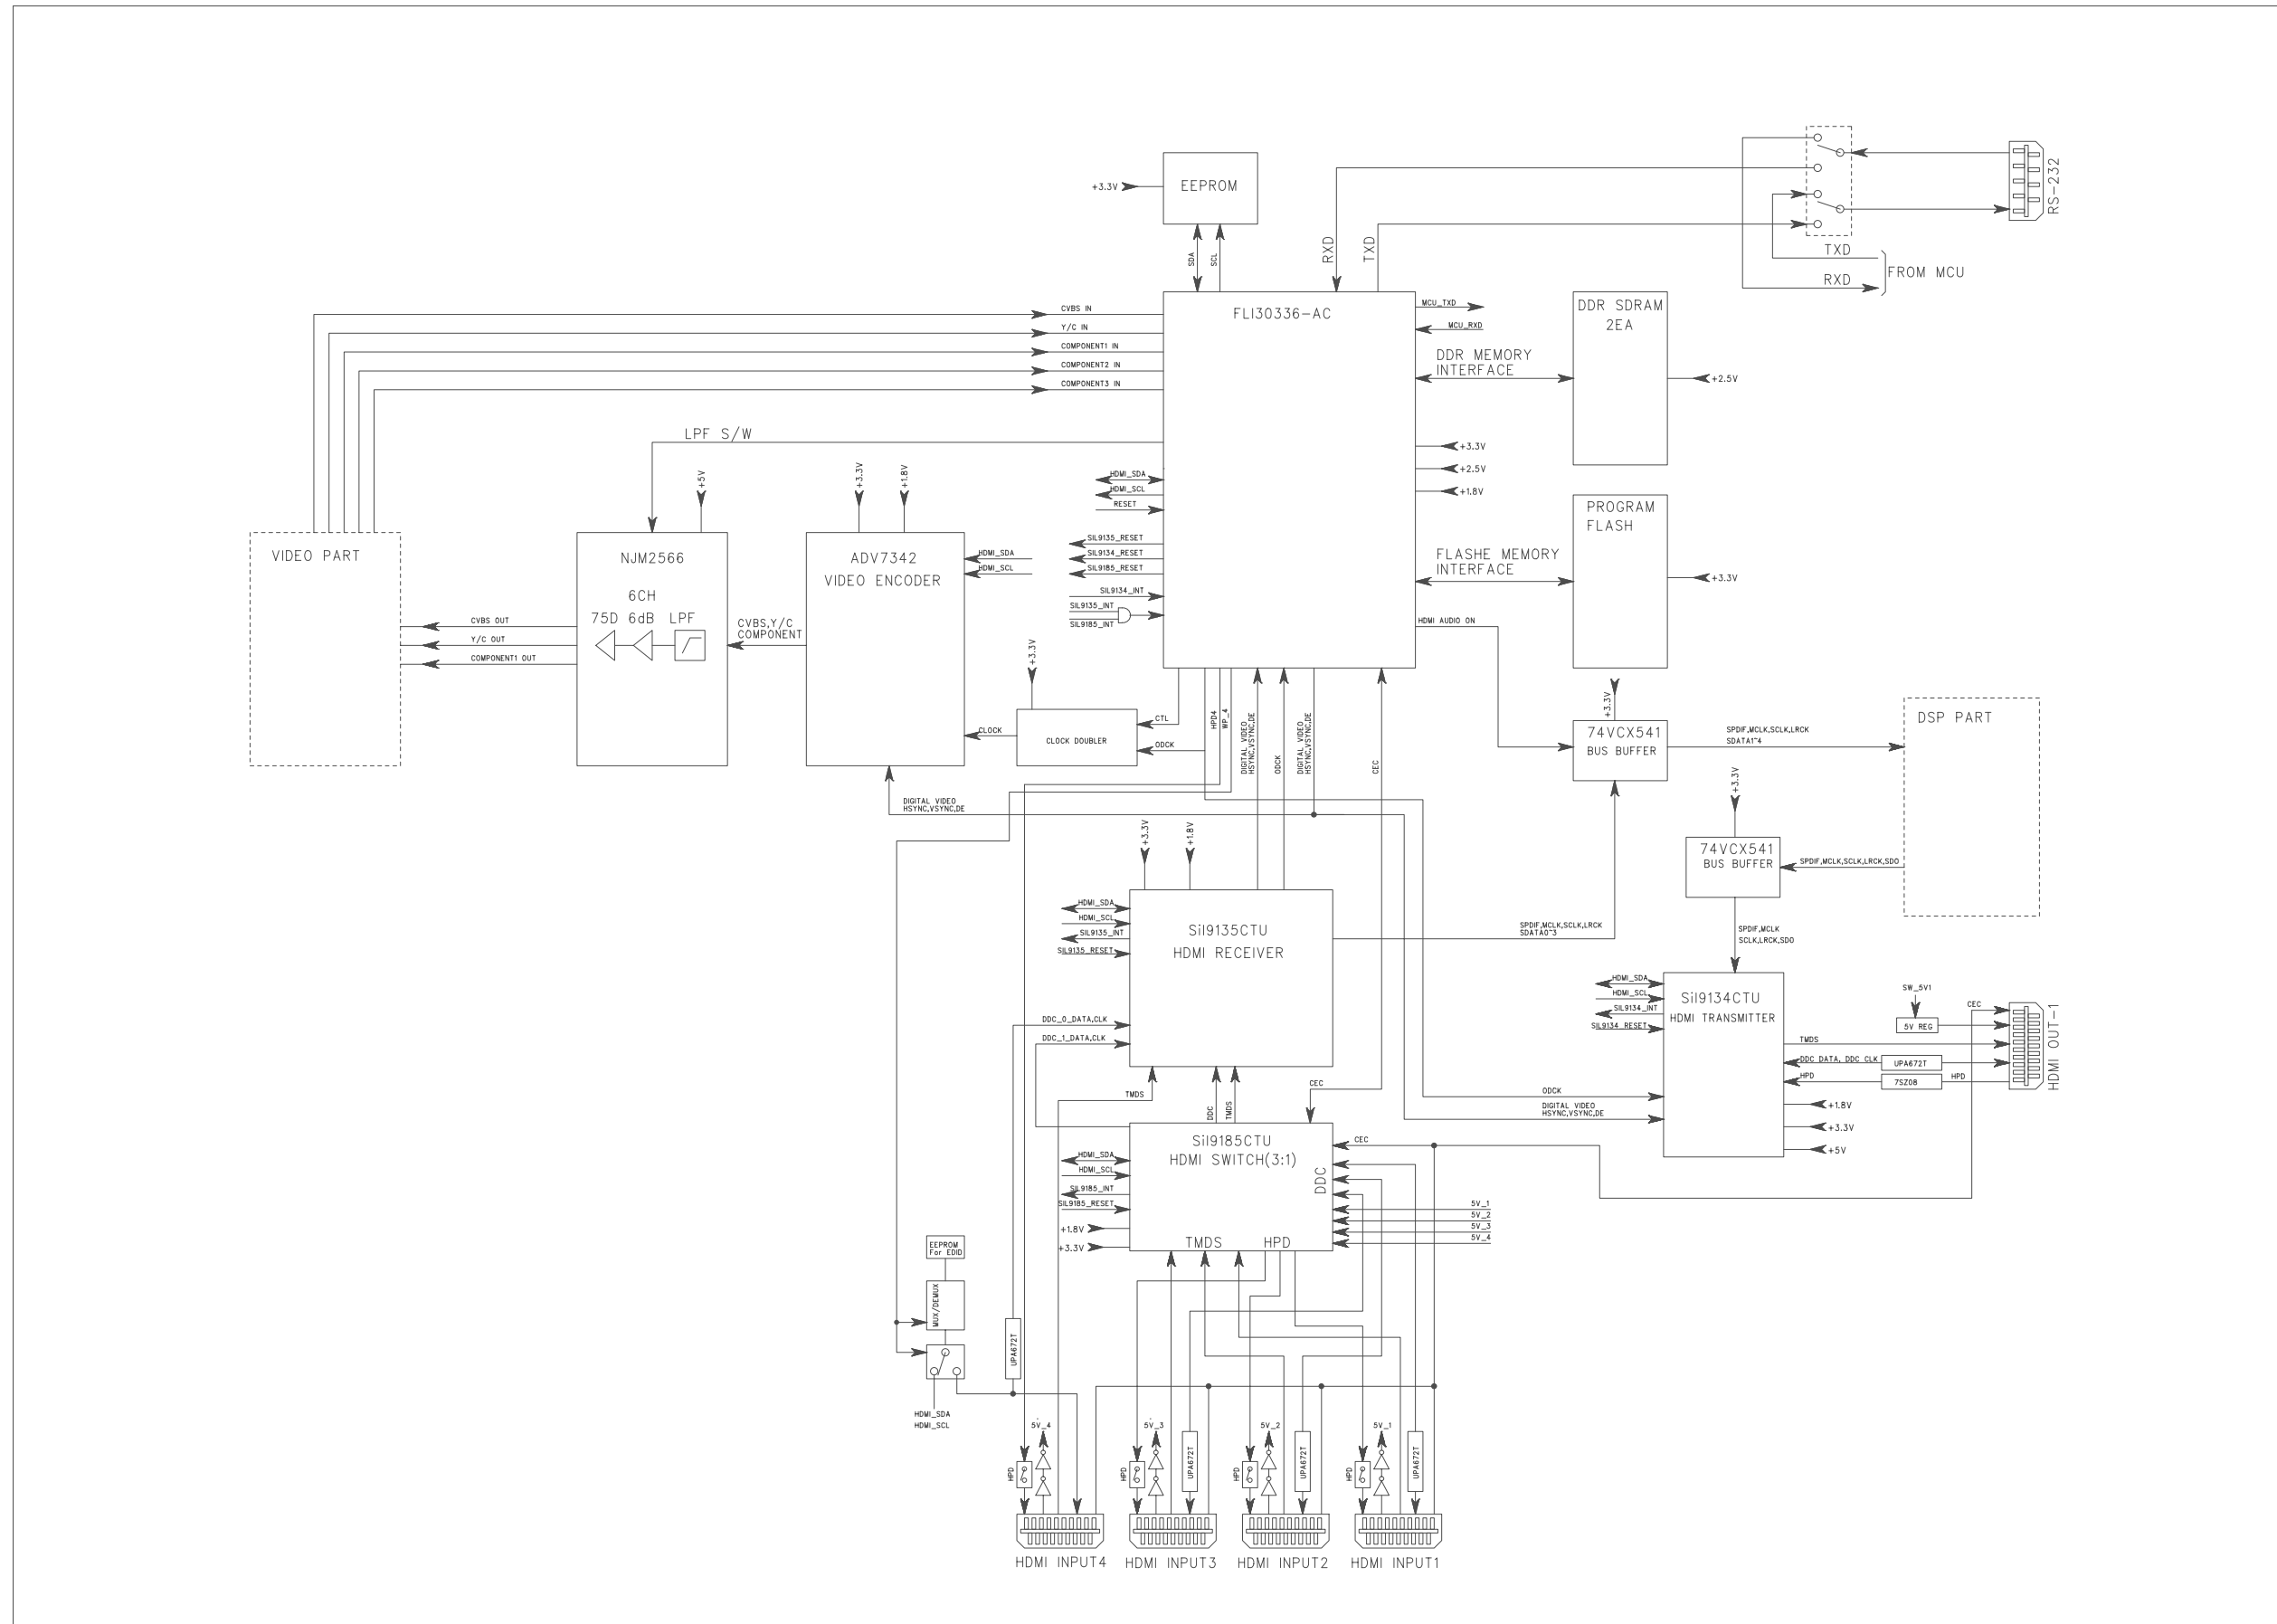 RS-232
+3.3V
EEPROM
SDA
SCL
RXD
TXD
TXD
RXD
FROM MCU
CVBS IN
Y/C IN
COMPONENT1 IN
COMPONENT2 IN
COMPONENT3 IN
FLI30336-AC
MCU_TXD
MCU_RXD
DDR MEMORY
INTERFACE
DDR SDRAM
2EA
+2.5V
LPF S/W
+3.3V
+2.5V
+1.8V
HDMI_SDA
HDMI_SCL
RESET
SIL9135_RESET
SIL9134_RESET
SIL9185_RESET
SIL9134_INT
SIL9135_INT
SIL9185_INT
PROGRAM
FLASH
FLASHE MEMORY
INTERFACE
+3.3V
HDMI AUDIO ON
VIDEO PART
+5V
NJM2566
6CH
75D 6dB LPF
CVBS OUT
Y/C OUT
COMPONENT1 OUT
+3.3V
+1.8V
ADV7342
VIDEO ENCODER
HDMI_SDA
HDMI_SCL
CVBS,Y/C
COMPONENT
+3.3V
CLOCK
CLOCK DOUBLER
CTL
ODCK
HPD4
WP_4
DIGITAL VIDEO
HSYNC,VSYNC,DE
ODCK
DIGITAL VIDEO
HSYNC,VSYNC,DE
CEC
+3.3V
74VCX541
BUS BUFFER
SPDIF,MCLK,SCLK,LRCK
SDATA1~4
DSP PART
DIGITAL VIDEO
HSYNC,VSYNC,DE
+3.3V
74VCX541
BUS BUFFER
SPDIF,MCLK,SCLK,LRCK,SDO
SPDIF,MCLK
SCLK,LRCK,SDO
+3.3V
+1.8V
HDMI_SDA
HDMI_SCL
SIL9135_INT
SIL9135_RESET
SiI9135CTU
HDMI RECEIVER
SPDIF,MCLK,SCLK,LRCK
SDATA0~3
DDC_0_DATA,CLK
DDC_1_DATA,CLK
TMDS
DDC
TMDS
CEC
HDMI_SDA
HDMI_SCL
SIL9134_INT
SIL9134_RESET
SiI9134CTU
HDMI TRANSMITTER
SW_5V1
5V REG
CEC
TMDS
DDC DATA, DDC CLK
UPA672T
HPD
7SZ08
HPD
HDMI OUT-1
ODCK
DIGITAL VIDEO
HSYNC,VSYNC,DE
+1.8V
+3.3V
+5V
SiI9185CTU
HDMI SWITCH(3:1)
HDMI_SDA
HDMI_SCL
SIL9185_INT
SIL9185_RESET
+1.8V
+3.3V
TMDS
HPD
DDC
CEC
5V_1
5V_2
5V_3
5V_4
EEPROM
For EDID
MUX/DEMUX
UPA672T
HDMI_SDA
HDMI_SCL
5V_4
HPD
5V_3
HPD
UPA672T
5V_2
HPD
UPA672T
5V_1
HPD
UPA672T
HDMI INPUT4
HDMI INPUT3
HDMI INPUT2
HDMI INPUT1